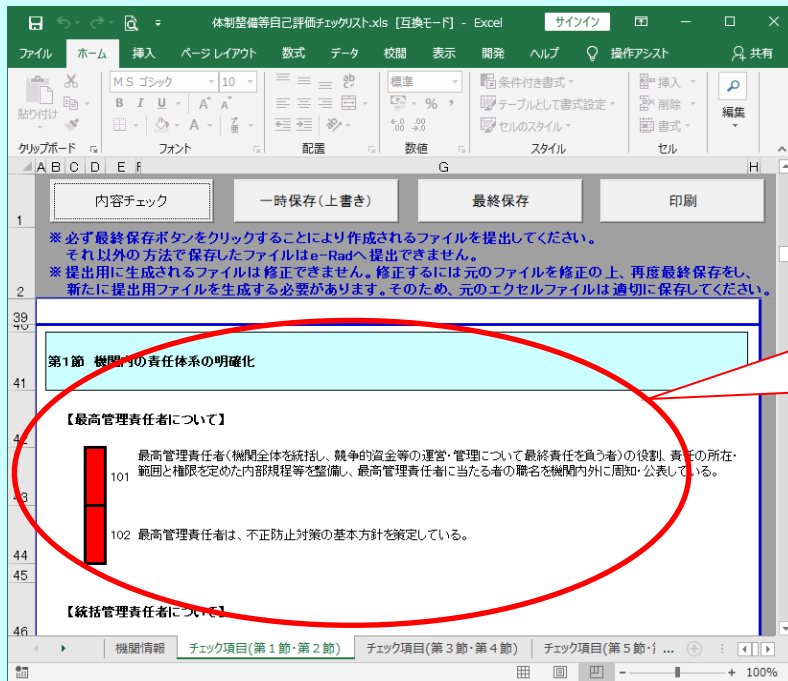 体制整備等自己評価チェックリスト.xls [互換モード] - Excel
サインイン
ファイル ホーム 挿入 ページ レイアウト 数式 データ 校閲 表示 開発 ヘルプ 操作アシスト 共有
貼り付け
MS ゴシック 10
B I U A A
A
ab
標準
% ,
条件付き書式
テーブルとして書式設定
セルのスタイル
挿入
削除
書式
編集
クリップボード フォント 配置 数値 スタイル セル
A B C D E F G H
内容チェック 一時保存(上書き) 最終保存 印刷
1
※必ず最終保存ボタンをクリックすることにより作成されるファイルを提出してください。
それ以外の方法で保存したファイルはe-Radへ提出できません。
※提出用に生成されるファイルは修正できません。修正するには元のファイルを修正の上、再度最終保存をし、
2 新たに提出用ファイルを生成する必要があります。そのため、元のエクセルファイルは適切に保存してください。
39
40
第1節 機関内の責任体系の明確化
41
【最高管理責任者について】
42
最高管理責任者(機関全体を統括し、競争的資金等の運営・管理について最終責任を負う者)の役割、責任の所在・
101 範囲と権限を定めた内部規程等を整備し、最高管理責任者に当たる者の職名を機関内外に周知・公表している。
43
102 最高管理責任者は、不正防止対策の基本方針を策定している。
44
45
【統括管理責任者について】
46
機関情報 チェック項目(第1節・第2節) チェック項目(第3節・第4節) チェック項目(第5節・ ...
100%